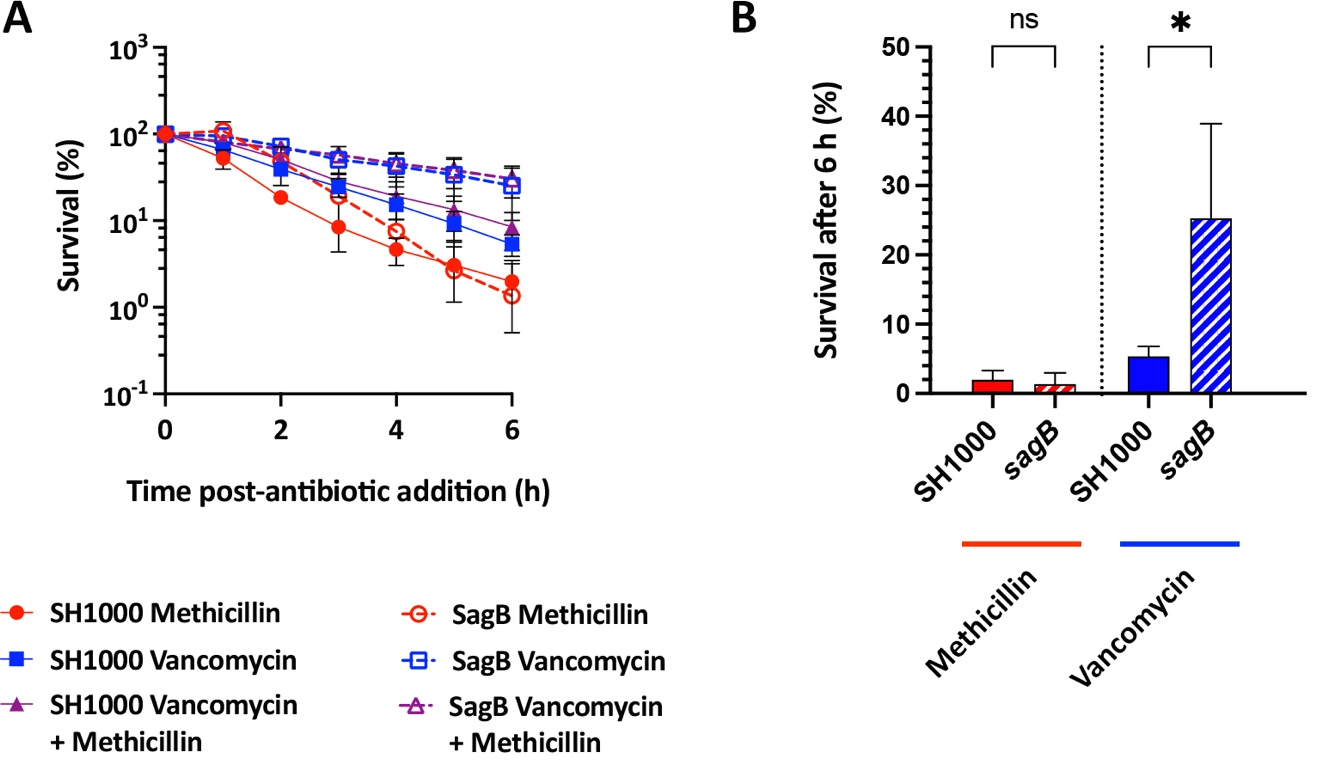 A
10³
10²
10¹
10⁰
10⁻¹
Survival (%)
0 2 4 6
Time post-antibiotic addition (h)
SH1000 Methicillin
SH1000 Vancomycin
SH1000 Vancomycin
+ Methicillin
SagB Methicillin
SagB Vancomycin
SagB Vancomycin
+ Methicillin
B
ns *
50
40
30
20
10
0
Survival after 6 h (%)
SH1000 sagB SH1000 sagB
Methicillin Vancomycin